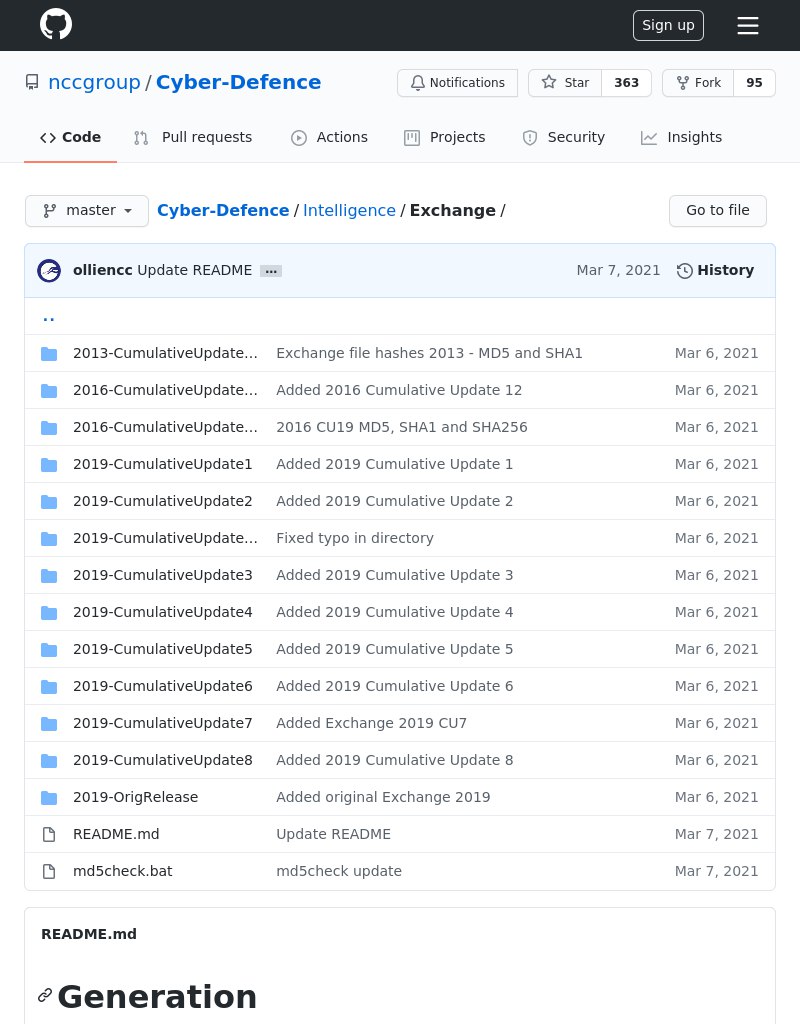 Sign up
nccgroup / Cyber-Defence
Notifications
Star 363
Fork 95
Code
Pull requests
Actions
Projects
Security
Insights
master
Cyber-Defence / Intelligence / Exchange /
Go to file
olliencc Update README … Mar 7, 2021 History
..
2013-CumulativeUpdate… Exchange file hashes 2013 - MD5 and SHA1 Mar 6, 2021
2016-CumulativeUpdate… Added 2016 Cumulative Update 12 Mar 6, 2021
2016-CumulativeUpdate… 2016 CU19 MD5, SHA1 and SHA256 Mar 6, 2021
2019-CumulativeUpdate1 Added 2019 Cumulative Update 1 Mar 6, 2021
2019-CumulativeUpdate2 Added 2019 Cumulative Update 2 Mar 6, 2021
2019-CumulativeUpdate… Fixed typo in directory Mar 6, 2021
2019-CumulativeUpdate3 Added 2019 Cumulative Update 3 Mar 6, 2021
2019-CumulativeUpdate4 Added 2019 Cumulative Update 4 Mar 6, 2021
2019-CumulativeUpdate5 Added 2019 Cumulative Update 5 Mar 6, 2021
2019-CumulativeUpdate6 Added 2019 Cumulative Update 6 Mar 6, 2021
2019-CumulativeUpdate7 Added Exchange 2019 CU7 Mar 6, 2021
2019-CumulativeUpdate8 Added 2019 Cumulative Update 8 Mar 6, 2021
2019-OrigRelease Added original Exchange 2019 Mar 6, 2021
README.md Update README Mar 7, 2021
md5check.bat md5check update Mar 7, 2021
README.md
Generation